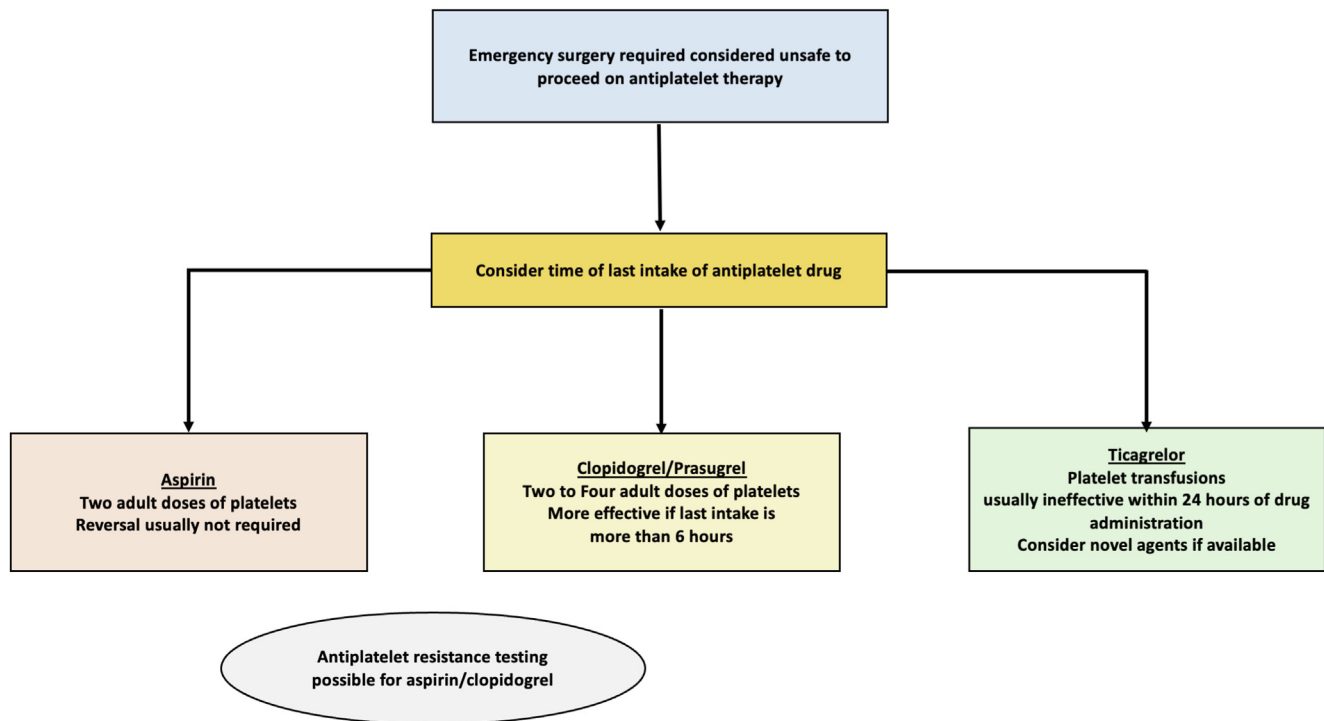 Emergency surgery required considered unsafe to
proceed on antiplatelet therapy
Consider time of last intake of antiplatelet drug
Aspirin
Two adult doses of platelets
Reversal usually not required
Clopidogrel/Prasugrel
Two to Four adult doses of platelets
More effective if last intake is
more than 6 hours
Ticagrelor
Platelet transfusions
usually ineffective within 24 hours of drug
administration
Consider novel agents if available
Antiplatelet resistance testing
possible for aspirin/clopidogrel